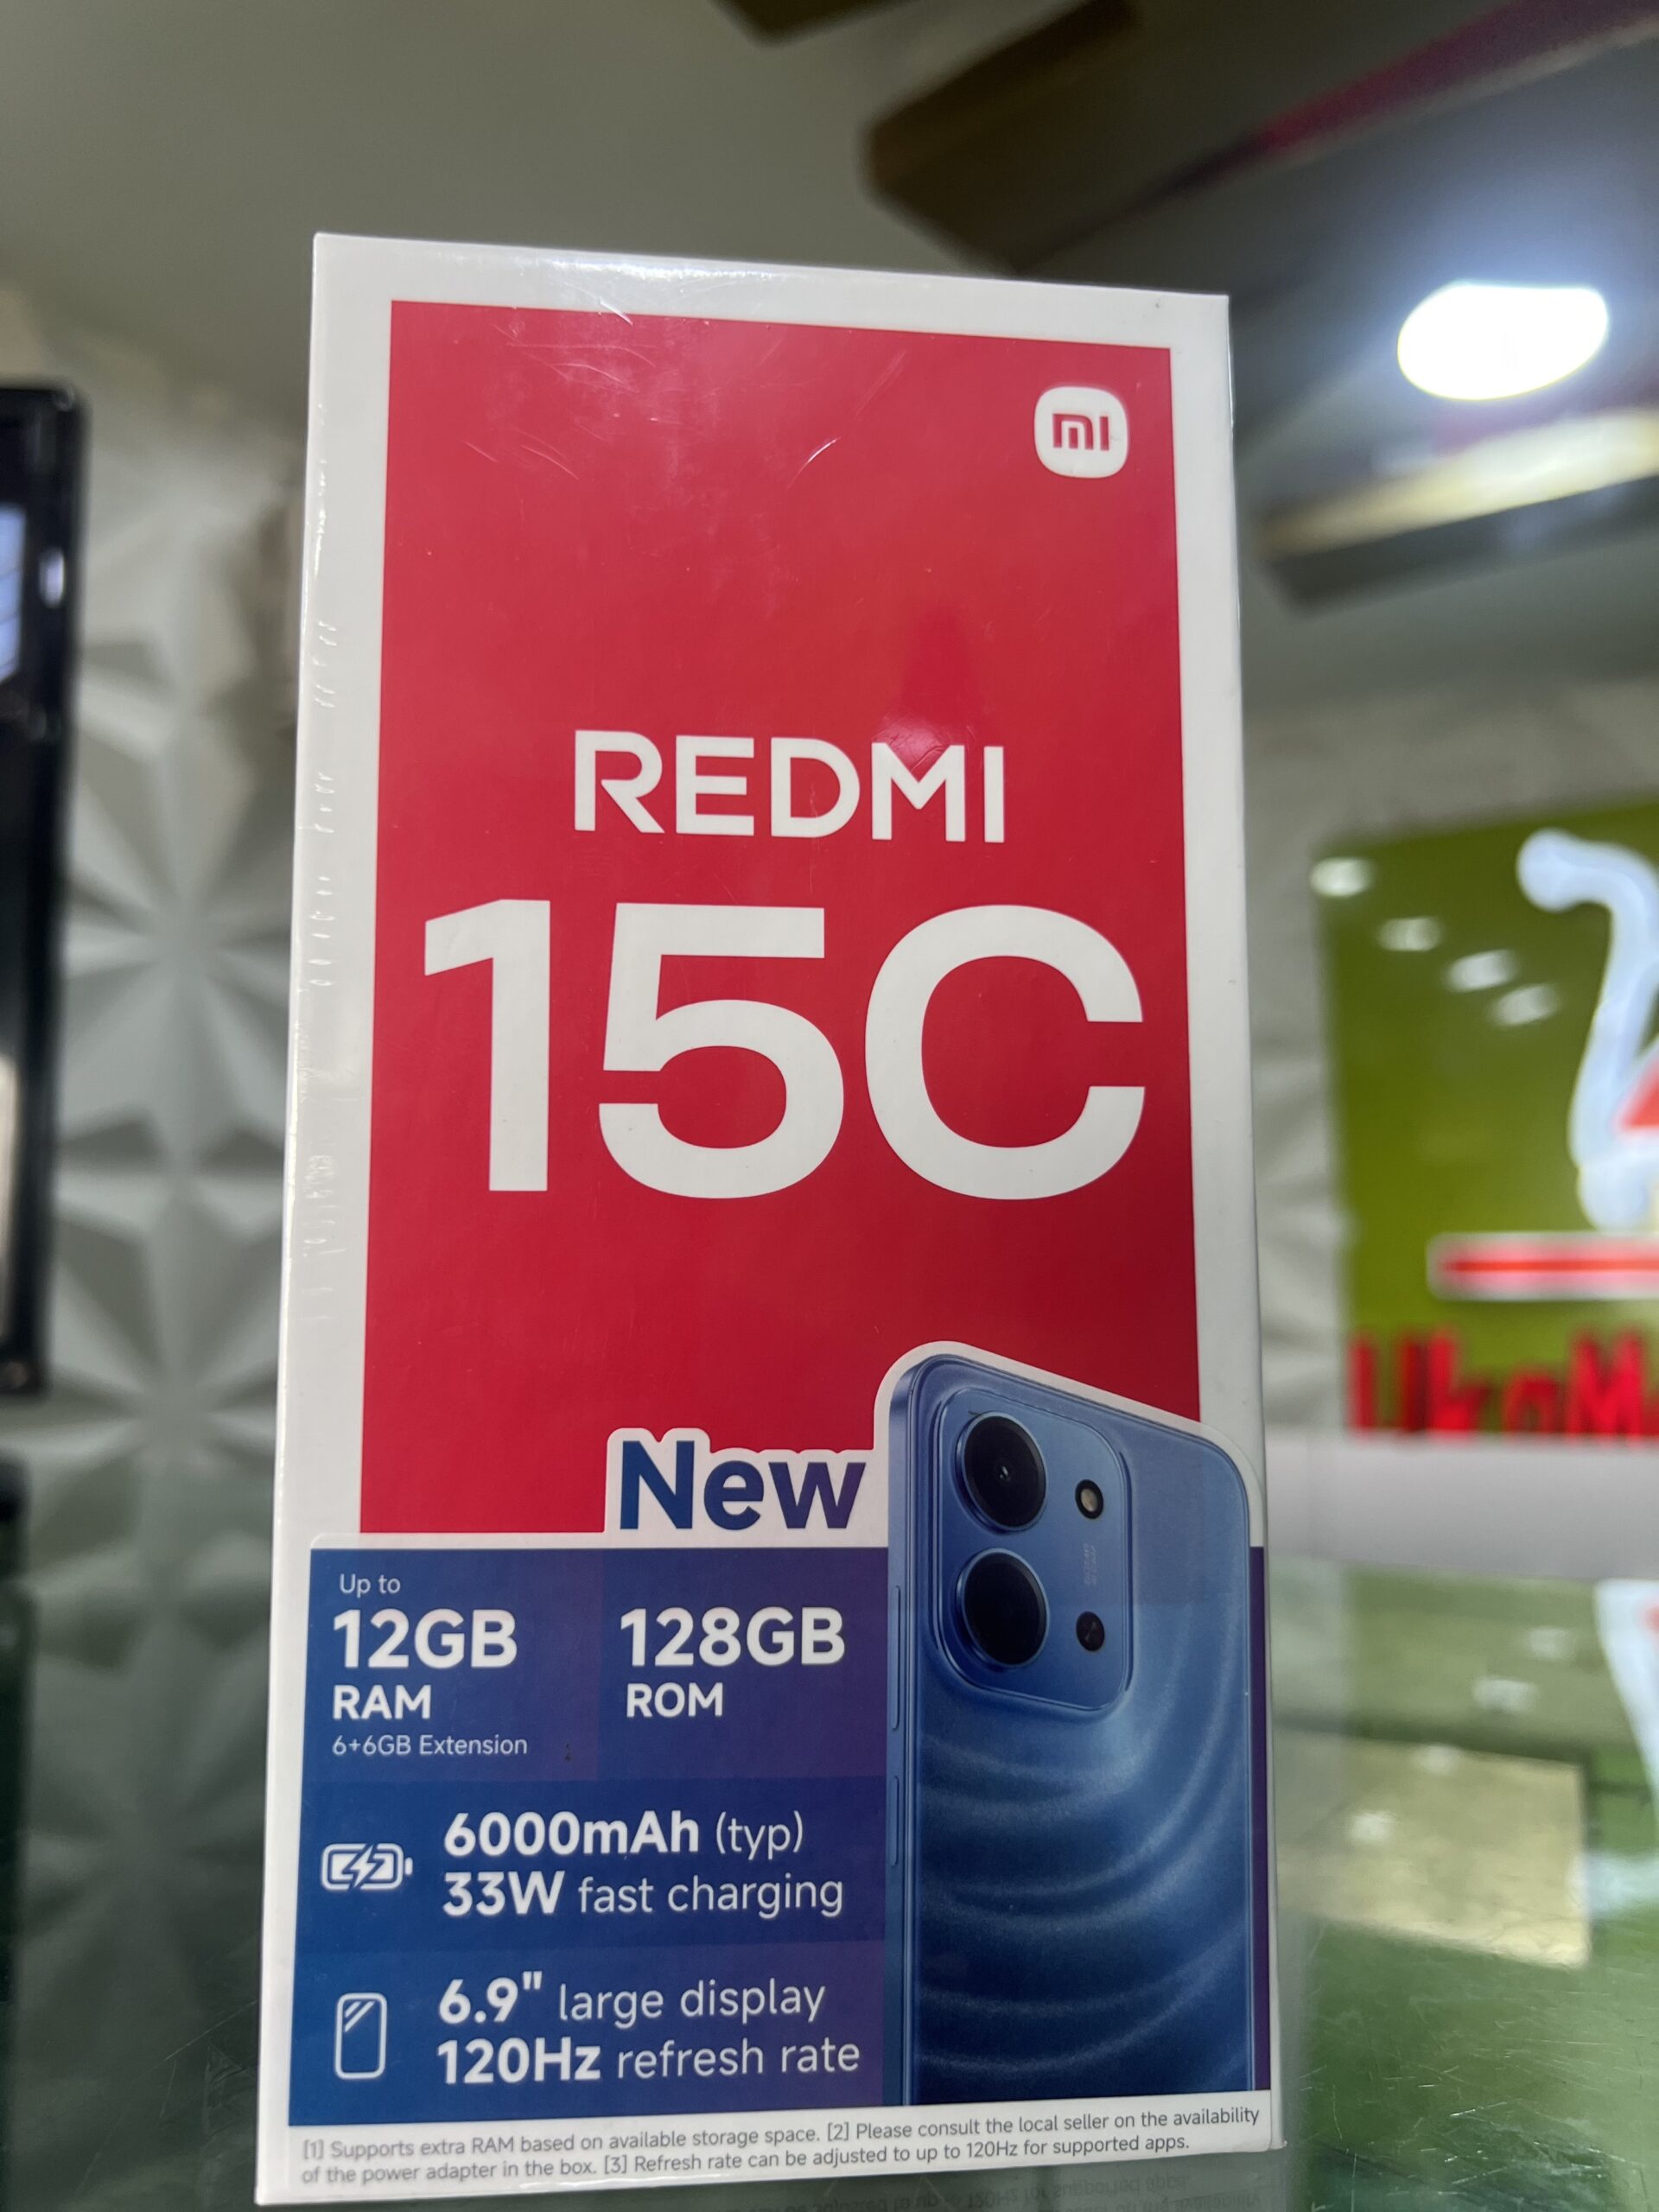 mi
REDMI
15C
New
Up to
12GB
RAM
6+6GB Extension
128GB
ROM
6000mAh (typ)
33W fast charging
6.9" large display
120Hz refresh rate
[1] Supports extra RAM based on available storage space. [2] Please consult the local seller on the availability
of the power adapter in the box. [3] Refresh rate can be adjusted to up to 120Hz for supported apps.